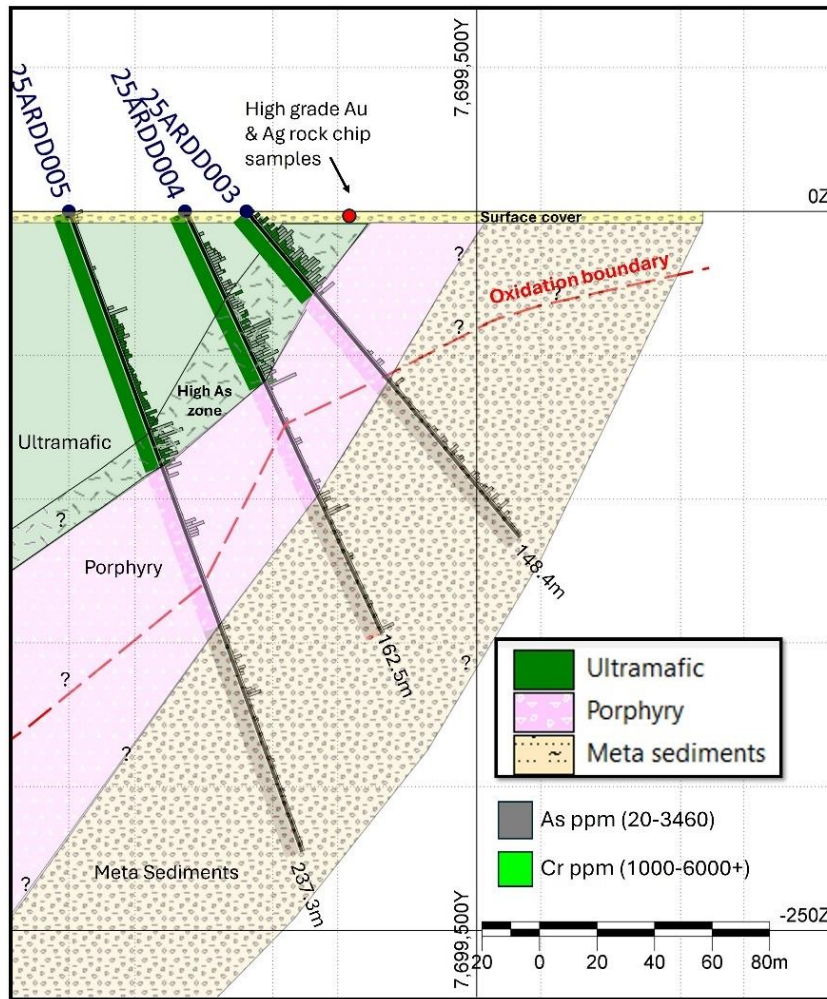 25ARDD005
25ARDD004
25ARDD003
High grade Au
& Ag rock chip
samples
7,699,500Y
0Z
Surface cover
?
Oxidation boundary
?
?
High As
zone
Ultramafic
?
Porphyry
148.4m
162.5m
?
?
?
Meta Sediments
237.3m
?
Ultramafic
Porphyry
~ Meta sediments
As ppm (20-3460)
Cr ppm (1000-6000+)
7,699,500Y
-250Z
20 0 20 40 60 80m